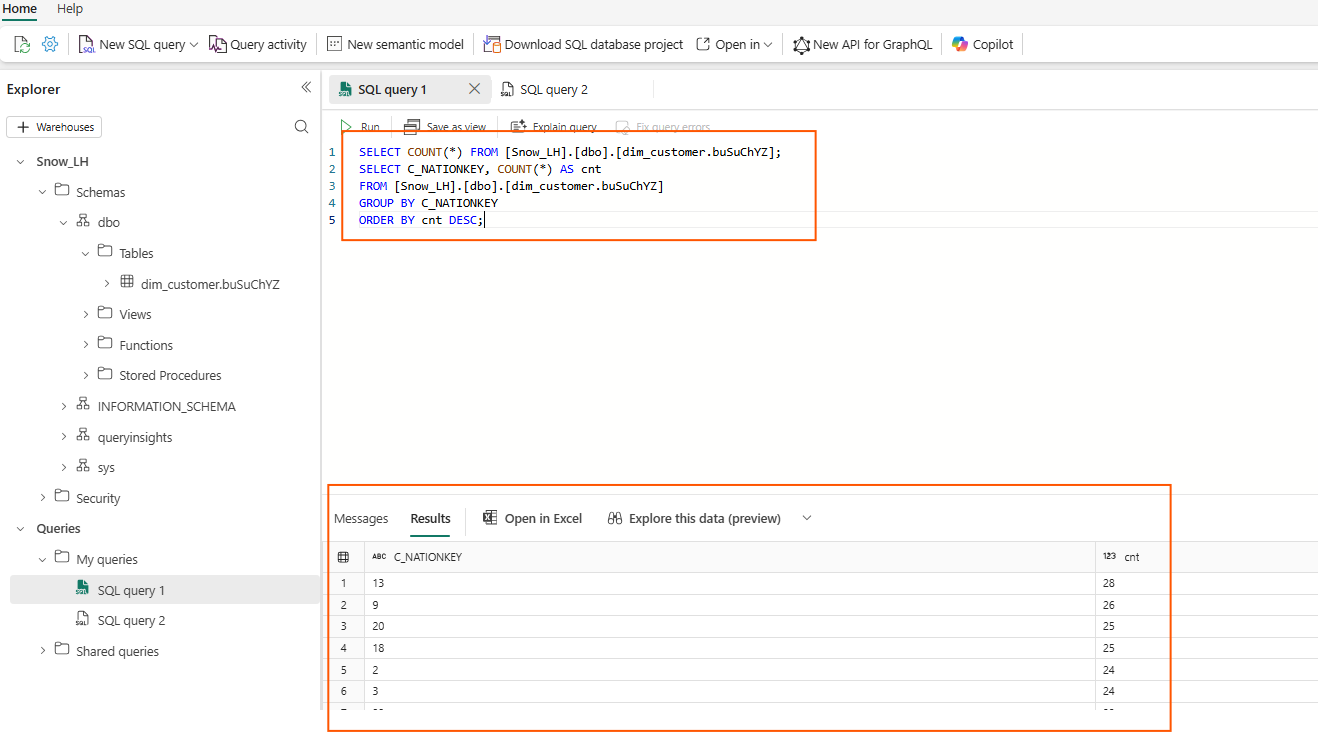 Home Help
New SQL query Query activity New semantic model Download SQL database project Open in New API for GraphQL Copilot
Explorer
+ Warehouses
Snow_LH
Schemas
dbo
Tables
dim_customer.buSuChYZ
Views
Functions
Stored Procedures
INFORMATION_SCHEMA
queryinsights
sys
Security
Queries
My queries
SQL query 1
SQL query 2
Shared queries
SQL query 1 SQL query 2
Run Save as view Explain query Fix query errors
1 SELECT COUNT(*) FROM [Snow_LH].[dbo].[dim_customer.buSuChYZ];
2 SELECT C_NATIONKEY, COUNT(*) AS cnt
3 FROM [Snow_LH].[dbo].[dim_customer.buSuChYZ]
4 GROUP BY C_NATIONKEY
5 ORDER BY cnt DESC;
Messages Results Open in Excel Explore this data (preview)
ABC C_NATIONKEY 123 cnt
1 13 28
2 9 26
3 20 25
4 18 25
5 2 24
6 3 24